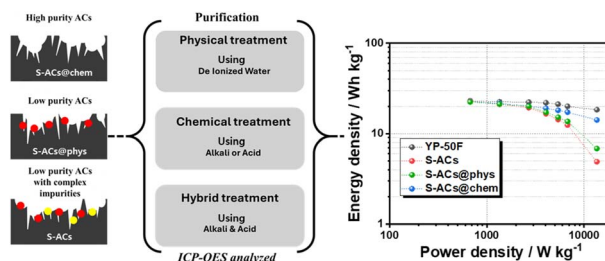 High purity ACs
S-ACs@chem
Low purity ACs
S-ACs@phys
Low purity ACs
with complex
impurities
S-ACs
Purification
Physical treatment
Using
De Ionized Water
Chemical treatment
Using
Alkali or Acid
Hybrid treatment
Using
Alkali & Acid
ICP-OES analyzed
Energy density / Wh kg-1
100
10
1
YP-50F
S-ACs
S-ACs@phys
S-ACs@chem
100
1000
10000
Power density / W kg-1